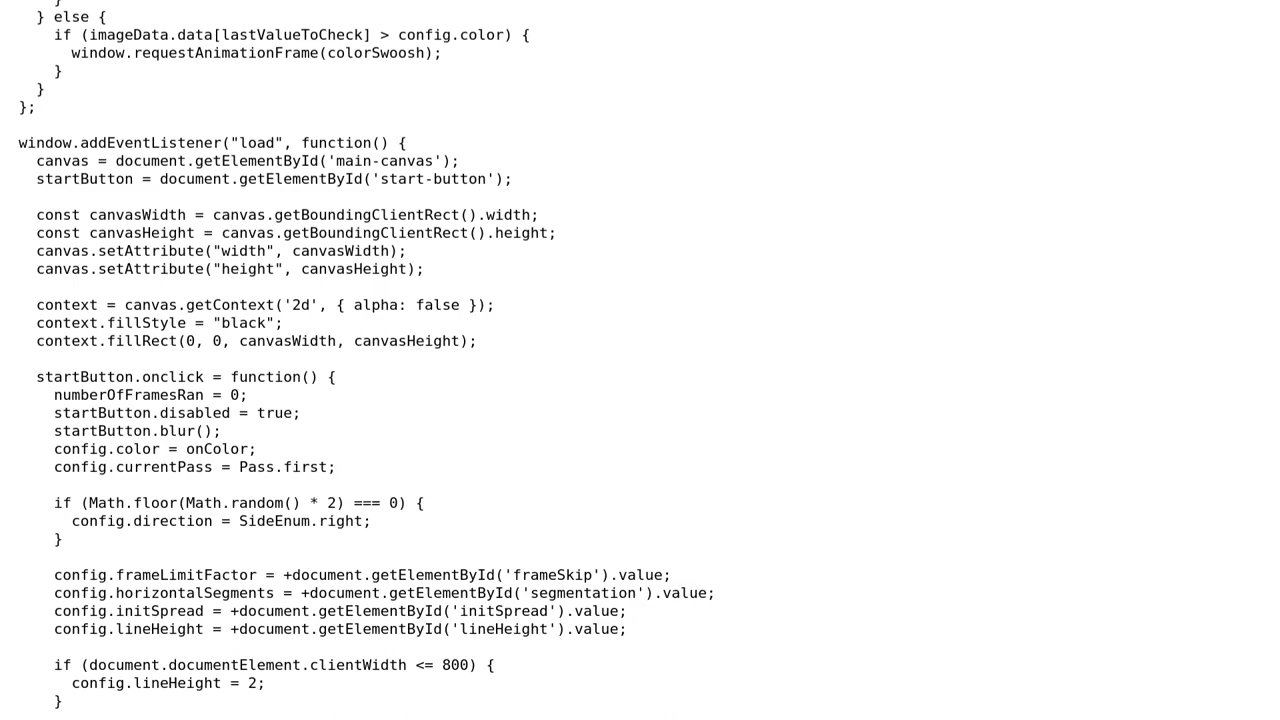 }
} else {
if (imageData.data[lastValueToCheck] > config.color) {
window.requestAnimationFrame(colorSwoosh);
}
}
};
window.addEventListener("load", function() {
canvas = document.getElementById('main-canvas');
startButton = document.getElementById('start-button');
const canvasWidth = canvas.getBoundingClientRect().width;
const canvasHeight = canvas.getBoundingClientRect().height;
canvas.setAttribute("width", canvasWidth);
canvas.setAttribute("height", canvasHeight);
context = canvas.getContext('2d', { alpha: false });
context.fillStyle = "black";
context.fillRect(0, 0, canvasWidth, canvasHeight);
startButton.onclick = function() {
numberOfFramesRan = 0;
startButton.disabled = true;
startButton.blur();
config.color = onColor;
config.currentPass = Pass.first;
if (Math.floor(Math.random() * 2) === 0) {
config.direction = SideEnum.right;
}
config.frameLimitFactor = +document.getElementById('frameSkip').value;
config.horizontalSegments = +document.getElementById('segmentation').value;
config.initSpread = +document.getElementById('initSpread').value;
config.lineHeight = +document.getElementById('lineHeight').value;
if (document.documentElement.clientWidth <= 800) {
config.lineHeight = 2;
}